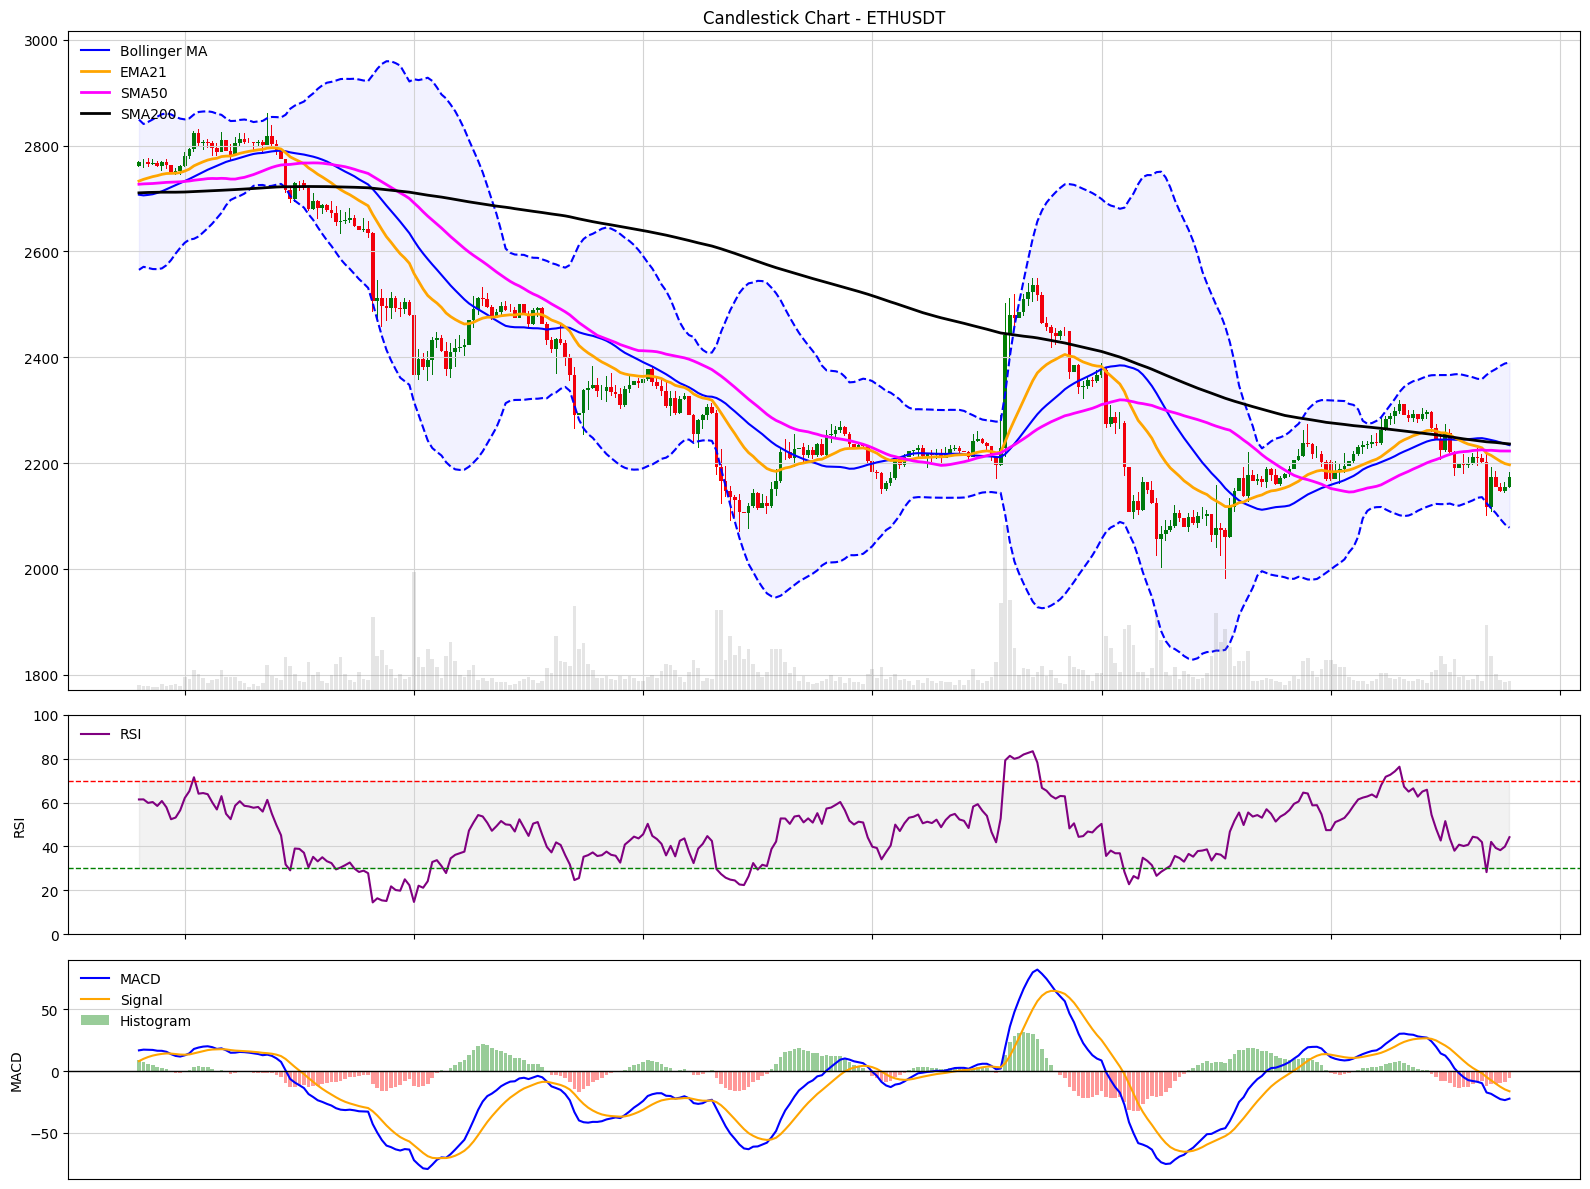 Candlestick Chart - ETHUSDT
Bollinger MA
EMA21
SMA50
SMA200
3000
2800
2600
2400
2200
2000
1800
RSI
100
80
60
40
20
0
RSI
MACD
Signal
Histogram
50
0
−50
MACD